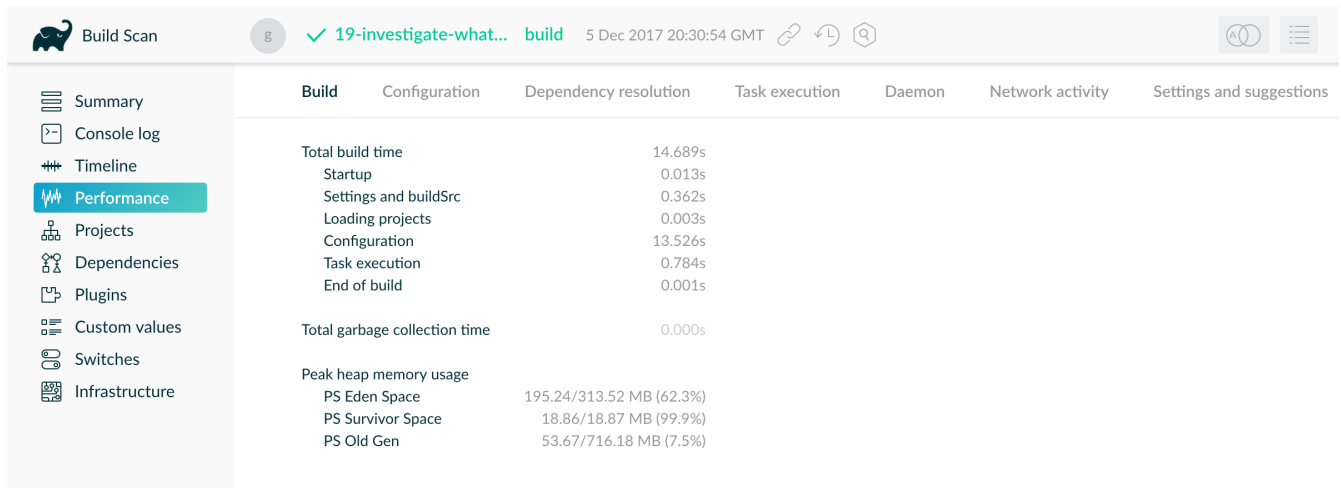 Build Scan
g 19-investigate-what... build 5 Dec 2017 20:30:54 GMT
A
Summary
Console log
Timeline
Performance
Projects
Dependencies
Plugins
Custom values
Switches
Infrastructure
Build Configuration Dependency resolution Task execution Daemon Network activity Settings and suggestions
Total build time 14.689s
Startup 0.013s
Settings and buildSrc 0.362s
Loading projects 0.003s
Configuration 13.526s
Task execution 0.784s
End of build 0.001s
Total garbage collection time 0.000s
Peak heap memory usage
PS Eden Space 195.24/313.52 MB (62.3%)
PS Survivor Space 18.86/18.87 MB (99.9%)
PS Old Gen 53.67/716.18 MB (7.5%)